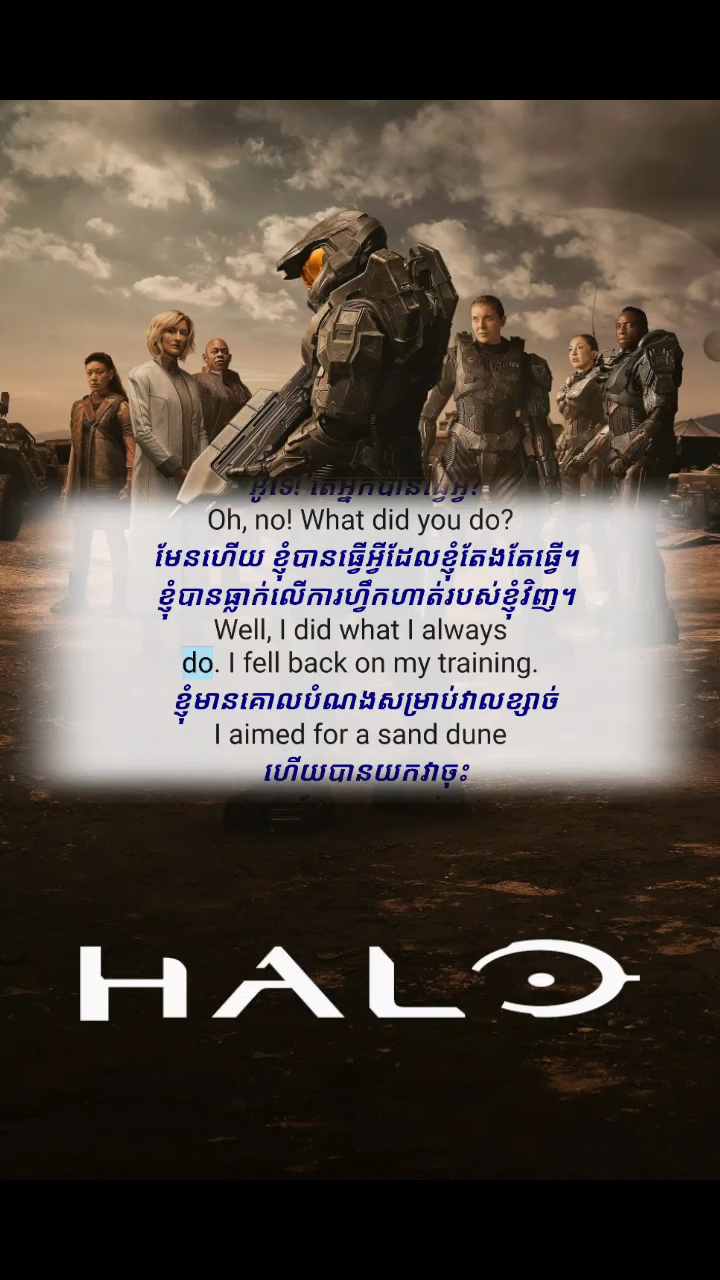 Oh, no! What did you do?
មែនហើយ ខ្ញុំបានធ្វើអ្វីដែលខ្ញុំតែងតែធ្វើ។
ខ្ញុំបានធ្លាក់លើការហ្វឹកហាត់របស់ខ្ញុំវិញ។
Well, I did what I always
do. I fell back on my training.
ខ្ញុំមានគោលបំណងសម្រាប់វាលខ្សាច់
I aimed for a sand dune
ហើយបានយកវាចុះ
HALO